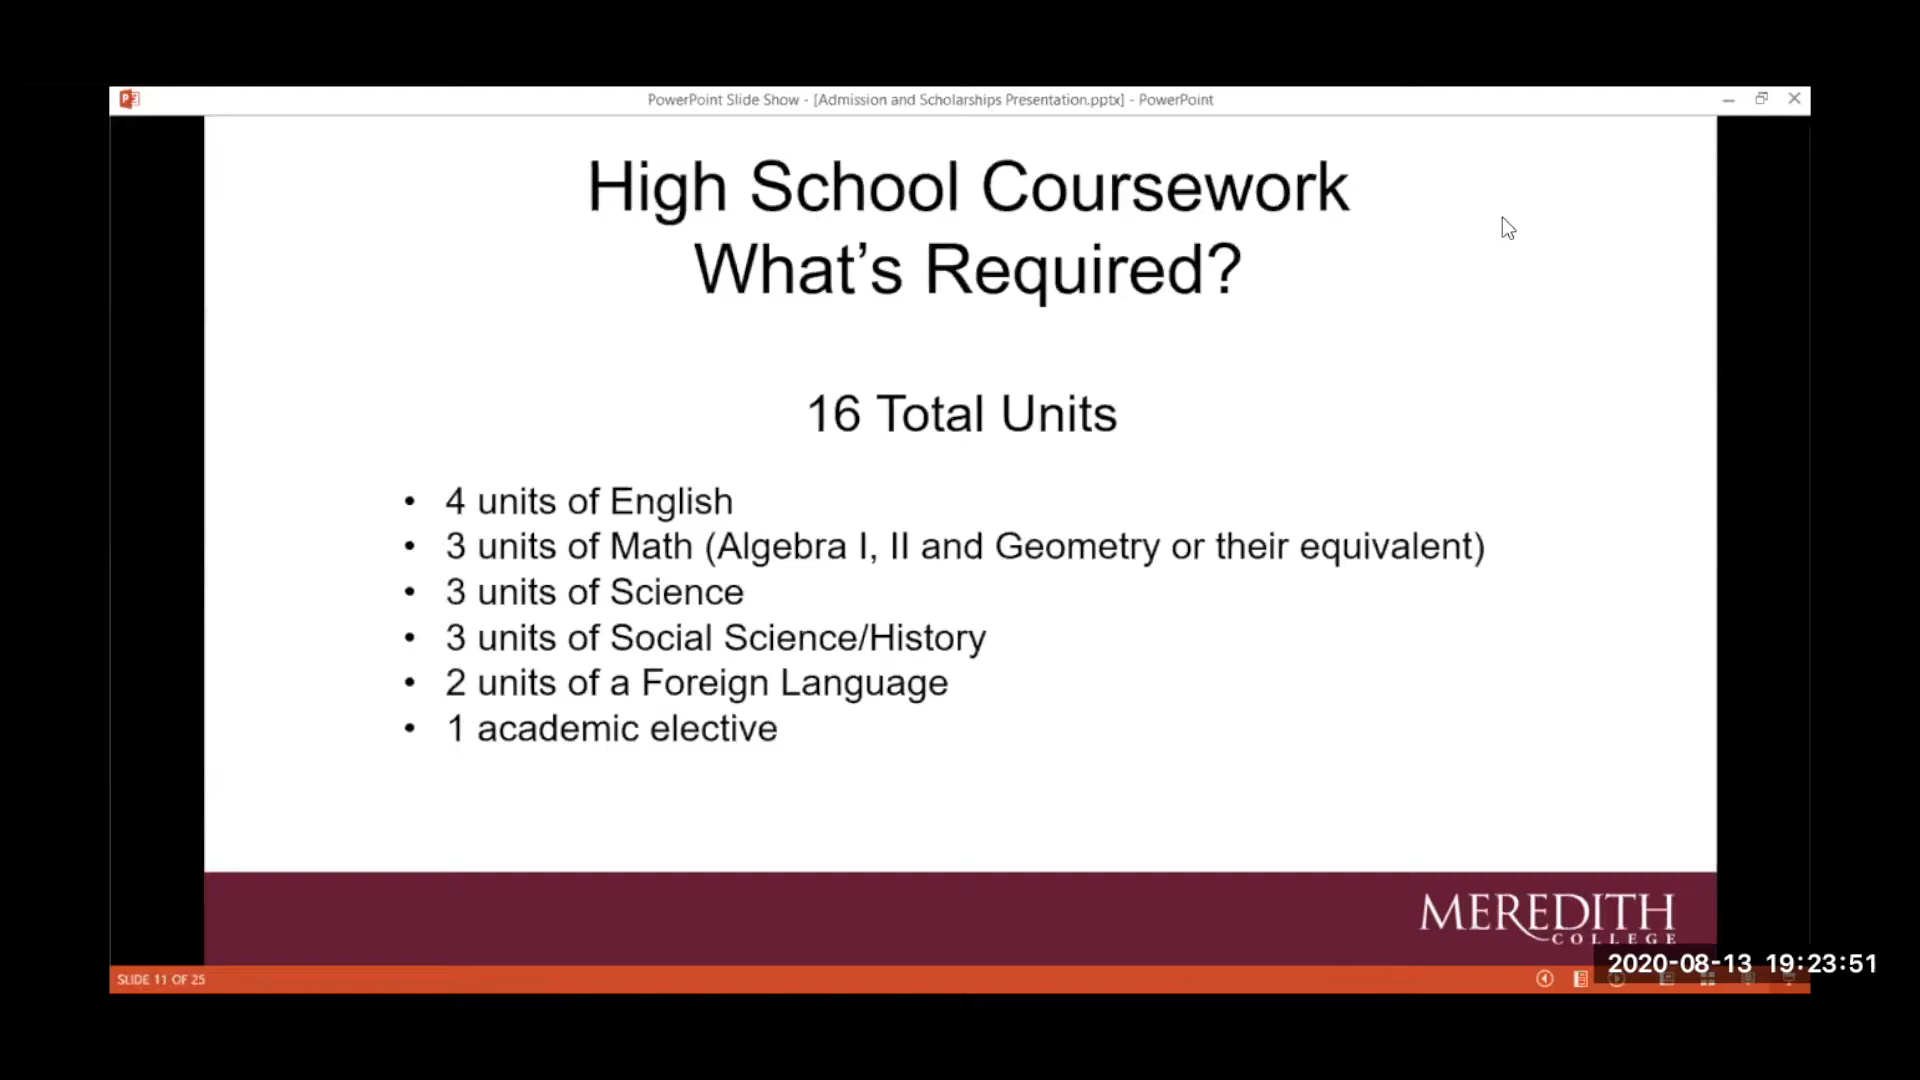 PowerPoint Slide Show - [Admission and Scholarships Presentation.pptx] - PowerPoint
High School Coursework
What's Required?
16 Total Units
• 4 units of English
• 3 units of Math (Algebra I, II and Geometry or their equivalent)
• 3 units of Science
• 3 units of Social Science/History
• 2 units of a Foreign Language
• 1 academic elective
MEREDITH
COLLEGE
2020-08-13 19:23:51
SLIDE 11 OF 25